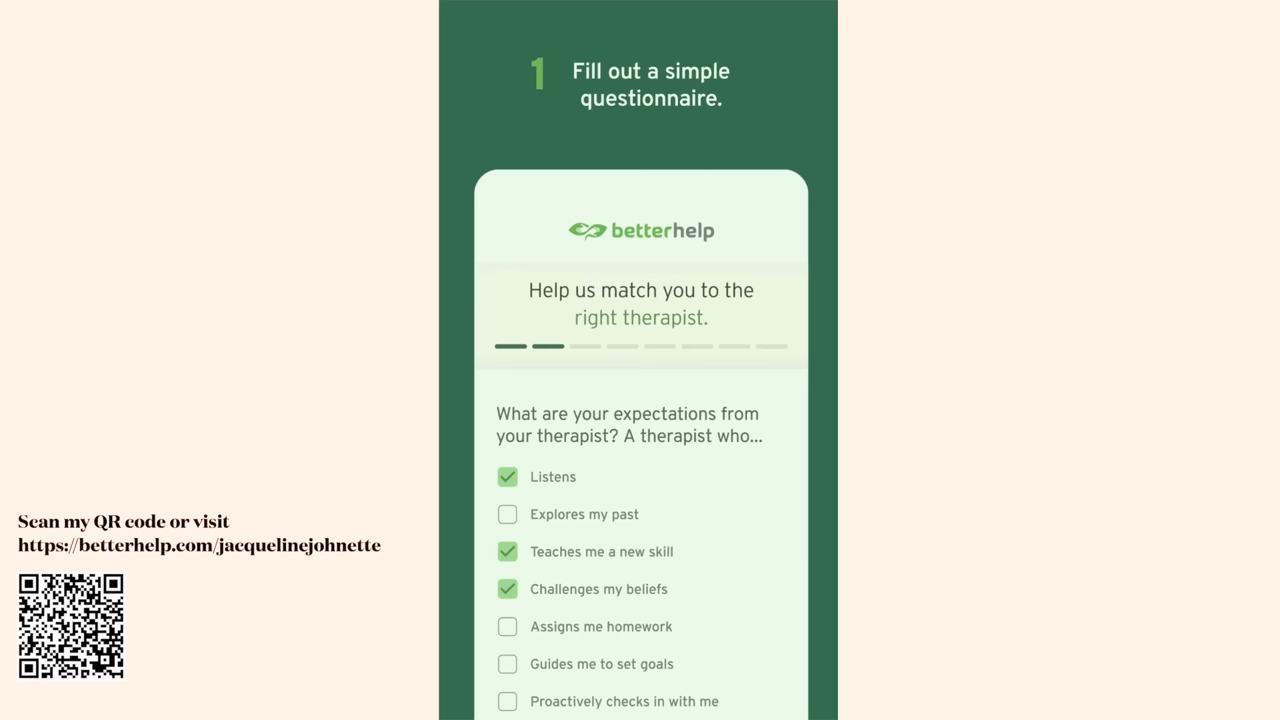 1
Fill out a simple
questionnaire.
betterhelp
Help us match you to the
right therapist.
What are your expectations from
your therapist? A therapist who...
Listens
Explores my past
Teaches me a new skill
Challenges my beliefs
Assigns me homework
Guides me to set goals
Proactively checks in with me
Scan my QR code or visit
https://betterhelp.com/jacquelinejohnette